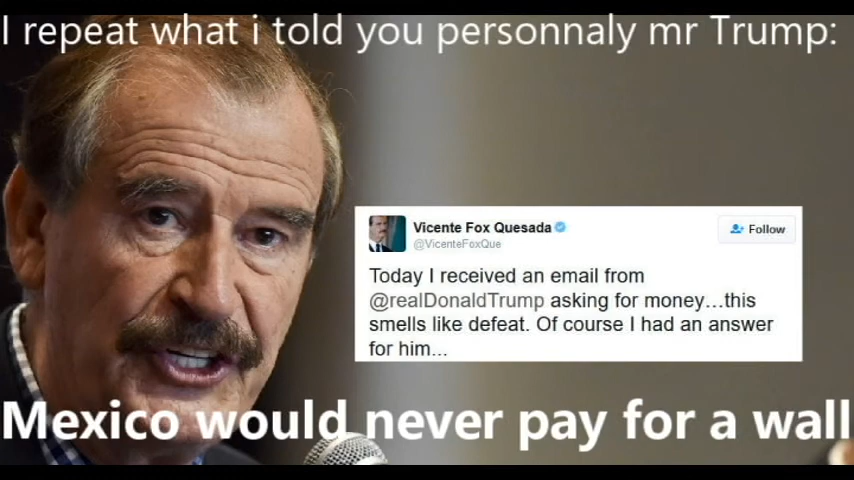 I repeat what i told you personnaly mr Trump:
Vicente Fox Quesada
@VicenteFoxQue
Follow
Today I received an email from
@realDonaldTrump asking for money...this
smells like defeat. Of course I had an answer
for him...
Mexico would never pay for a wall